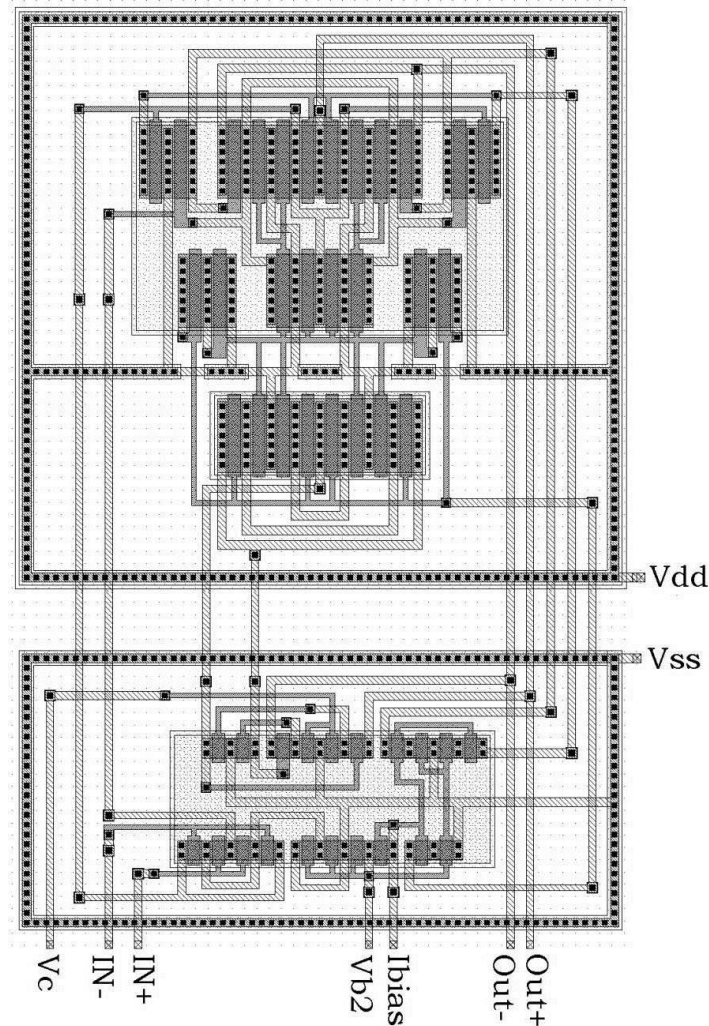 Vdd
Vss
Vc
IN-
IN+
Vb2
Ibias
Out-
Out+